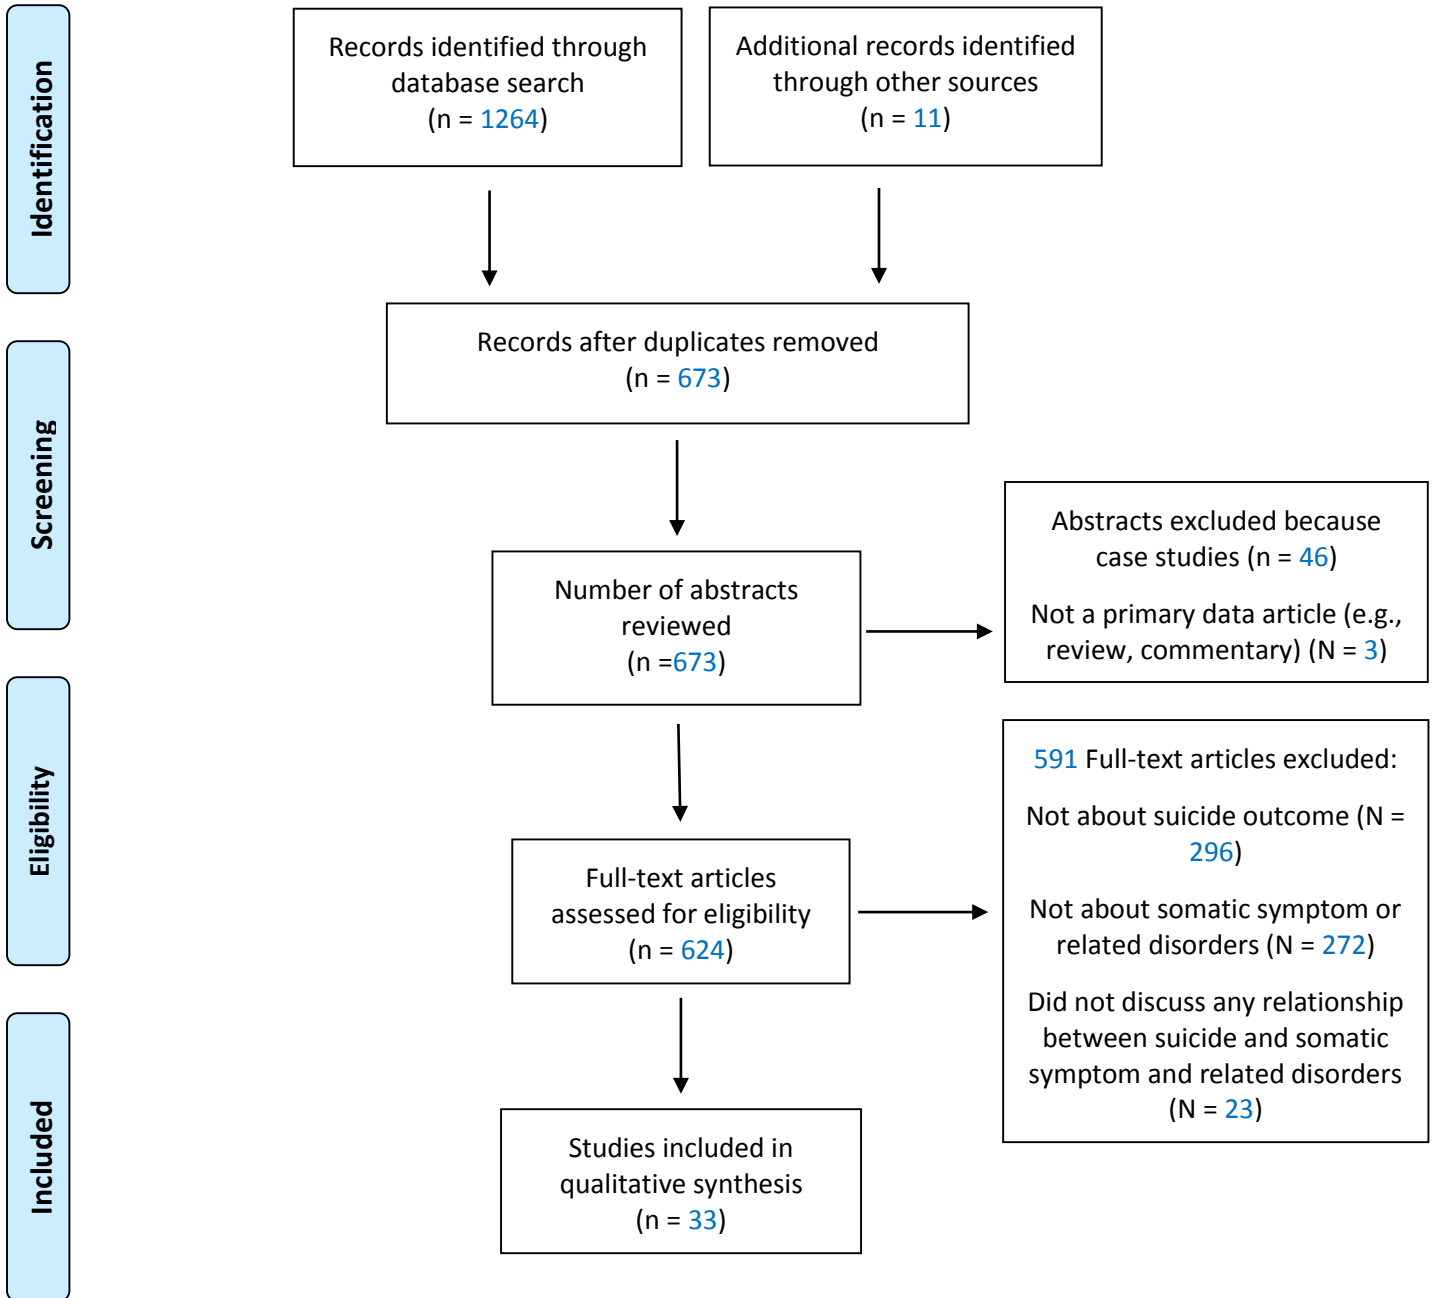 Identification
Records identified through
database search
(n = 1264)
Additional records identified
through other sources
(n = 11)
Records after duplicates removed
(n = 673)
Screening
Number of abstracts
reviewed
(n =673)
Abstracts excluded because
case studies (n = 46)
Not a primary data article (e.g.,
review, commentary) (N = 3)
Eligibility
Full-text articles
assessed for eligibility
(n = 624)
591 Full-text articles excluded:
Not about suicide outcome (N =
296)
Not about somatic symptom or
related disorders (N = 272)
Did not discuss any relationship
between suicide and somatic
symptom and related disorders
(N = 23)
Included
Studies included in
qualitative synthesis
(n = 33)